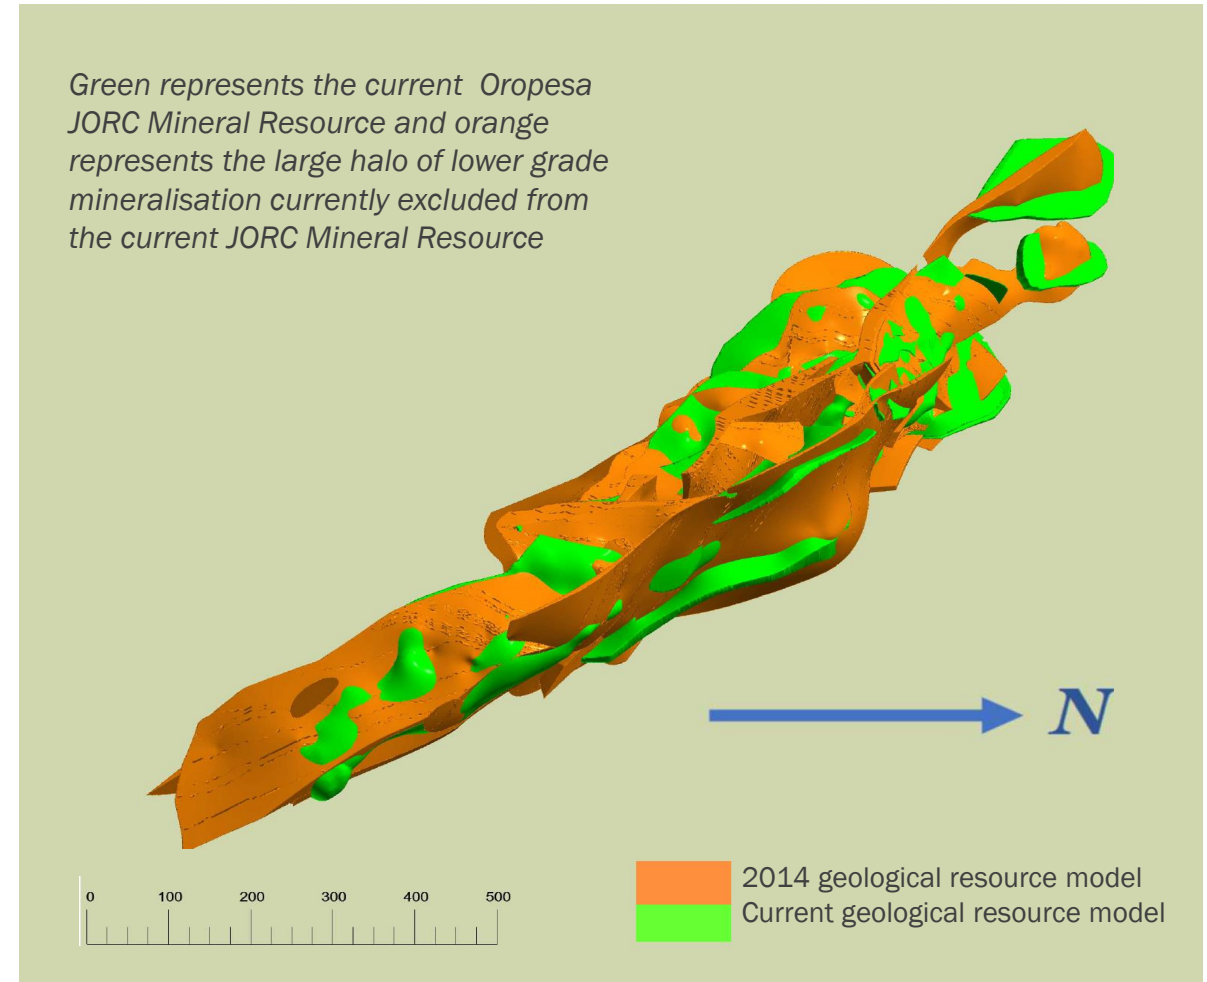 Green represents the current  Oropesa
JORC Mineral Resource and orange
represents the large halo of lower grade
mineralisation currently excluded from
the current JORC Mineral Resource
N
0 100 200 300 400 500
2014 geological resource model
Current geological resource model